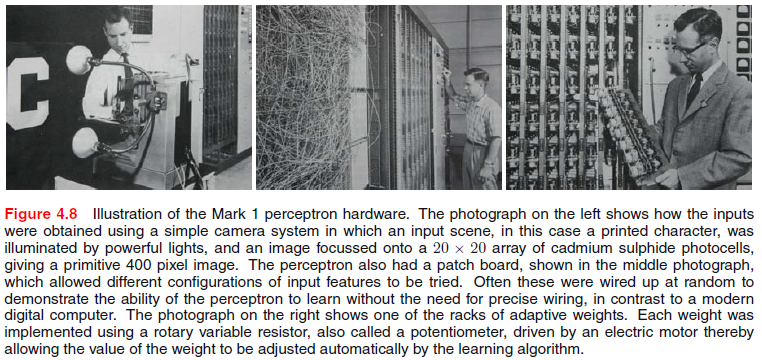 C
Figure 4.8 Illustration of the Mark 1 perceptron hardware. The photograph on the left shows how the inputs
were obtained using a simple camera system in which an input scene, in this case a printed character, was
illuminated by powerful lights, and an image focussed onto a 20 × 20 array of cadmium sulphide photocells,
giving a primitive 400 pixel image. The perceptron also had a patch board, shown in the middle photograph,
which allowed different configurations of input features to be tried. Often these were wired up at random to
demonstrate the ability of the perceptron to learn without the need for precise wiring, in contrast to a modern
digital computer. The photograph on the right shows one of the racks of adaptive weights. Each weight was
implemented using a rotary variable resistor, also called a potentiometer, driven by an electric motor thereby
allowing the value of the weight to be adjusted automatically by the learning algorithm.